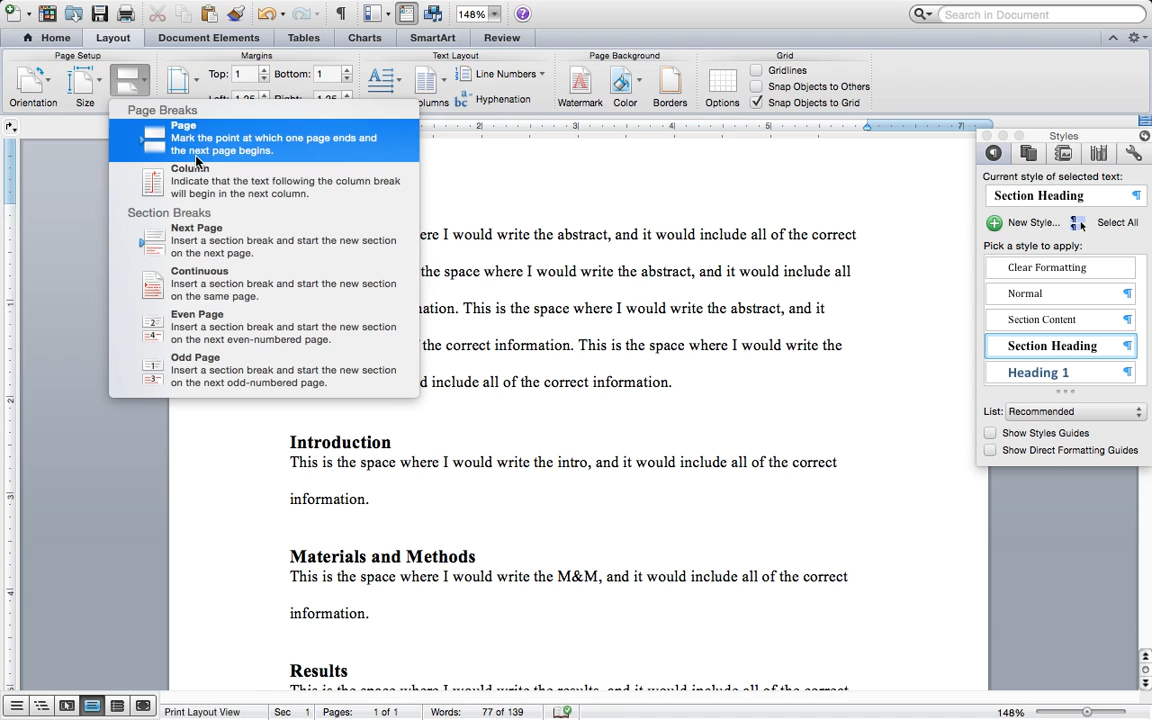 148%
Search in Document
Home Layout Document Elements Tables Charts SmartArt Review
Page Setup Margins Text Layout Page Background Grid
Orientation Size
Top: 1 Bottom: 1
Line Numbers
Hyphenation
Watermark Color Borders
Options
Gridlines
Snap Objects to Others
Snap Objects to Grid
Page Breaks
Page
Mark the point at which one page ends and
the next page begins.
Column
Indicate that the text following the column break
will begin in the next column.
Section Breaks
Next Page
Insert a section break and start the new section
on the next page.
Continuous
Insert a section break and start the new section
on the same page.
Even Page
Insert a section break and start the new section
on the next even-numbered page.
Odd Page
Insert a section break and start the new section
on the next odd-numbered page.
2 3 4 5 7
ere I would write the abstract, and it would include all of the correct
the space where I would write the abstract, and it would include all
ation. This is the space where I would write the abstract, and it
the correct information. This is the space where I would write the
d include all of the correct information.
Introduction
This is the space where I would write the intro, and it would include all of the correct
information.
Materials and Methods
This is the space where I would write the M&M, and it would include all of the correct
information.
Results
This is the space where I would write the results, and it would include all of the correct
Styles
Current style of selected text:
Section Heading
New Style... Select All
Pick a style to apply:
Clear Formatting
Normal
Section Content
Section Heading
Heading 1
List: Recommended
Show Styles Guides
Show Direct Formatting Guides
Print Layout View Sec 1 Pages: 1 of 1 Words: 77 of 139 148%